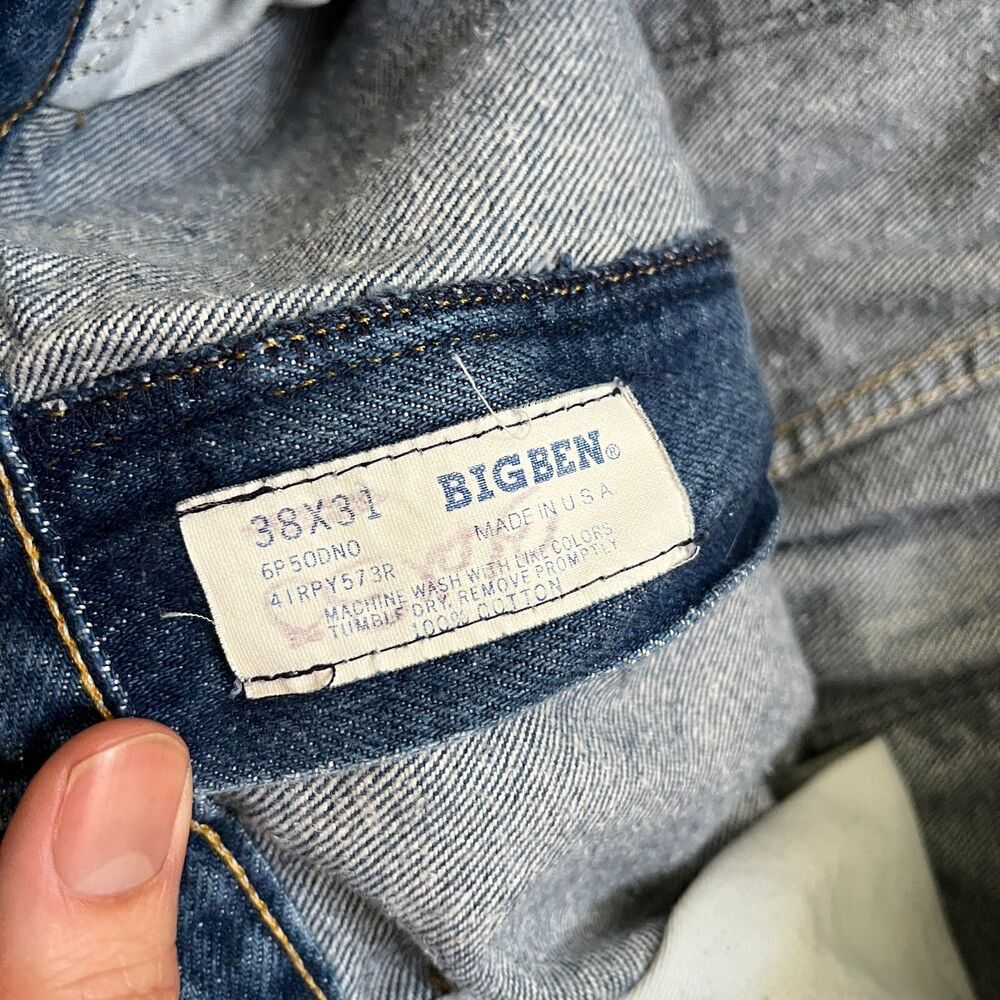 38X31 BIGBEN®
6P50DNO MADE IN U.S.A
41RPY573R
MACHINE WASH WITH LIKE COLORS
TUMBLE DRY, REMOVE PROMPTLY
100% COTTON